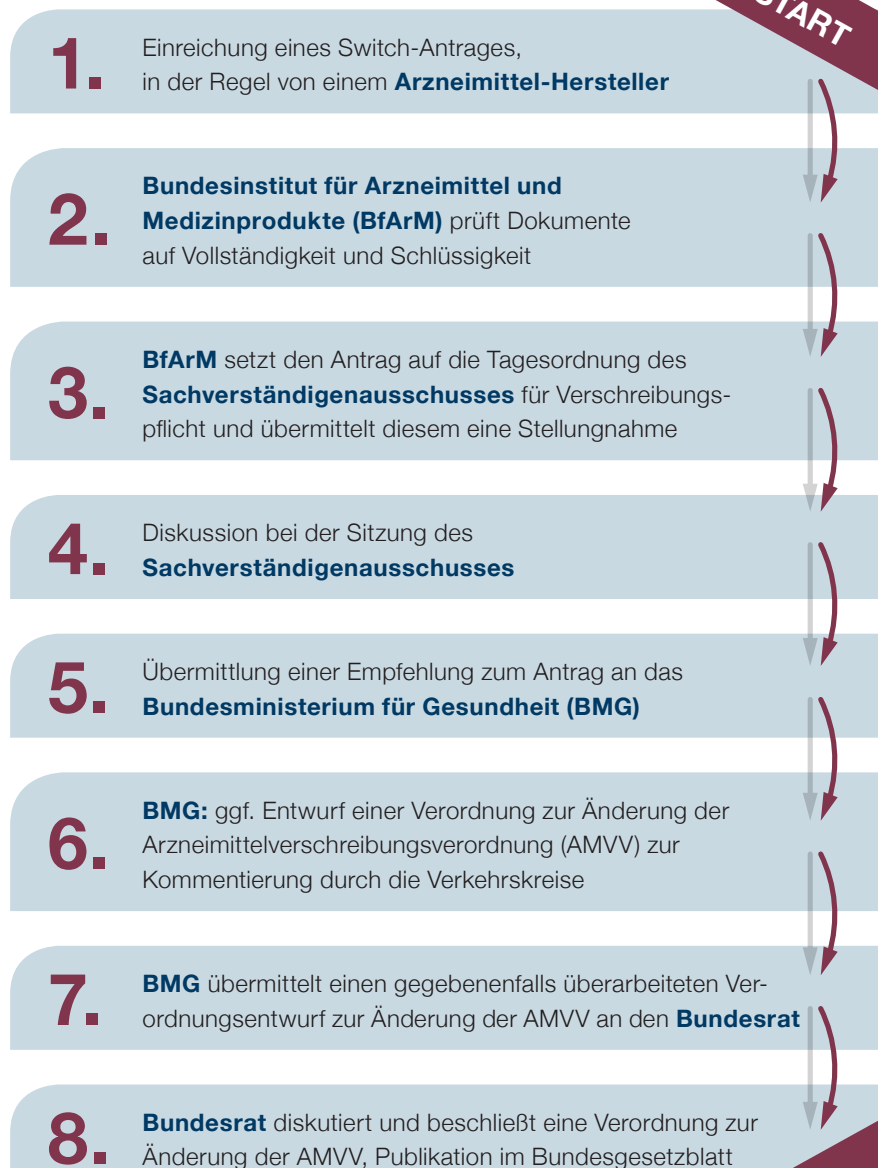 START
1. Einreichung eines Switch-Antrages,
in der Regel von einem Arzneimittel-Hersteller
2. Bundesinstitut für Arzneimittel und
Medizinprodukte (BfArM) prüft Dokumente
auf Vollständigkeit und Schlüssigkeit
3. BfArM setzt den Antrag auf die Tagesordnung des
Sachverständigenausschusses für Verschreibungs-
pflicht und übermittelt diesem eine Stellungnahme
4. Diskussion bei der Sitzung des
Sachverständigenausschusses
5. Übermittlung einer Empfehlung zum Antrag an das
Bundesministerium für Gesundheit (BMG)
6. BMG: ggf. Entwurf einer Verordnung zur Änderung der
Arzneimittelverschreibungsverordnung (AMVV) zur
Kommentierung durch die Verkehrskreise
7. BMG übermittelt einen gegebenenfalls überarbeiteten Ver-
ordnungsentwurf zur Änderung der AMVV an den Bundesrat
8. Bundesrat diskutiert und beschließt eine Verordnung zur
Änderung der AMVV, Publikation im Bundesgesetzblatt